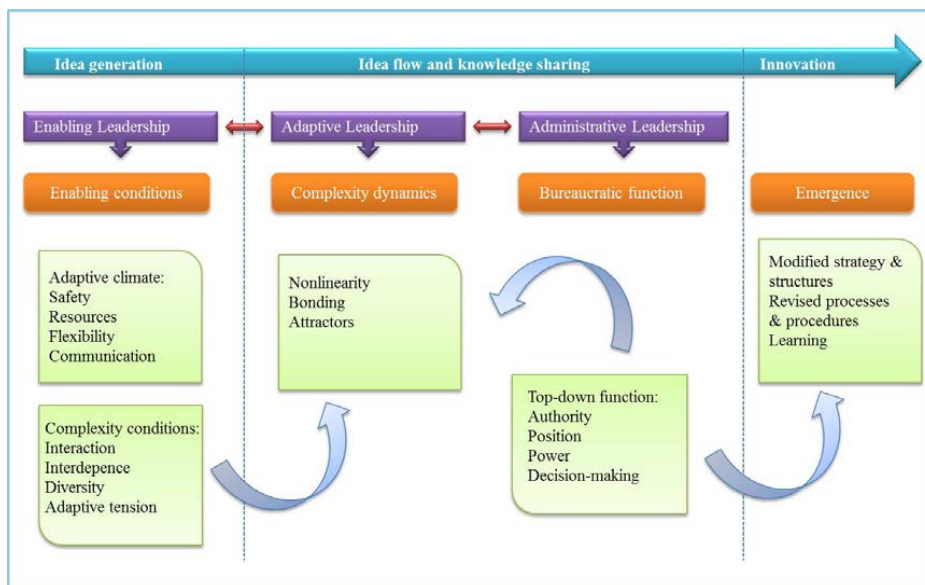 Idea generation
Idea flow and knowledge sharing
Innovation
Enabling Leadership
Adaptive Leadership
Administrative Leadership
Enabling conditions
Complexity dynamics
Bureaucratic function
Emergence
Adaptive climate:
Safety
Resources
Flexibility
Communication
Complexity conditions:
Interaction
Interdepence
Diversity
Adaptive tension
Nonlinearity
Bonding
Attractors
Top-down function:
Authority
Position
Power
Decision-making
Modified strategy &
structures
Revised processes
& procedures
Learning